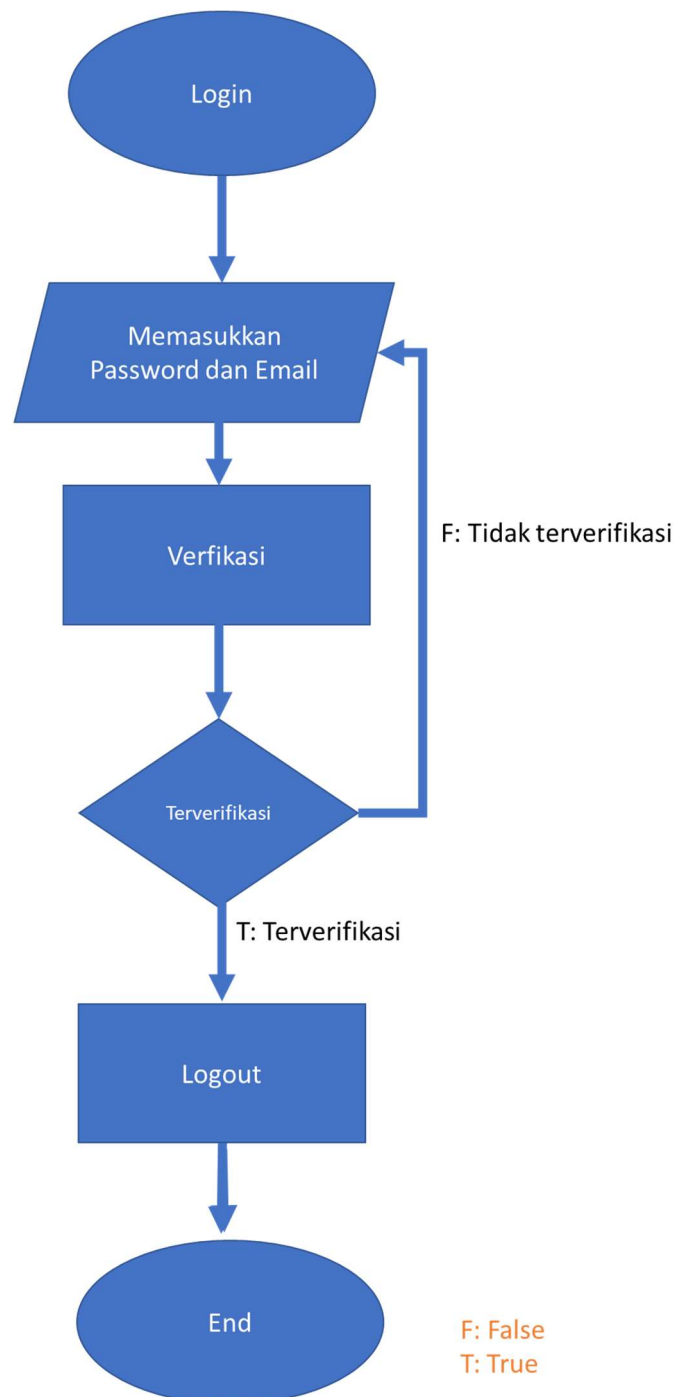 Login
Memasukkan
Password dan Email
Verfikasi
F: Tidak terverifikasi
Terverifikasi
T: Terverifikasi
Logout
End
F: False
T: True